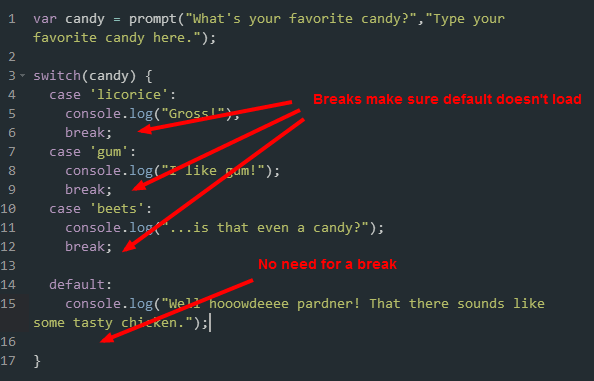 1 var candy = prompt("What's your favorite candy?","Type your
favorite candy here.");
2
3 switch(candy) {
4 case 'licorice':
5 console.log("Gross!");
6 break;
7 case 'gum':
8 console.log("I like gum!");
9 break;
10 case 'beets':
11 console.log("...is that even a candy?");
12 break;
13
14 default:
15 console.log("Well hooowdeeee pardner! That there sounds like
some tasty chicken.");
16
17 }
Breaks make sure default doesn't load
No need for a break